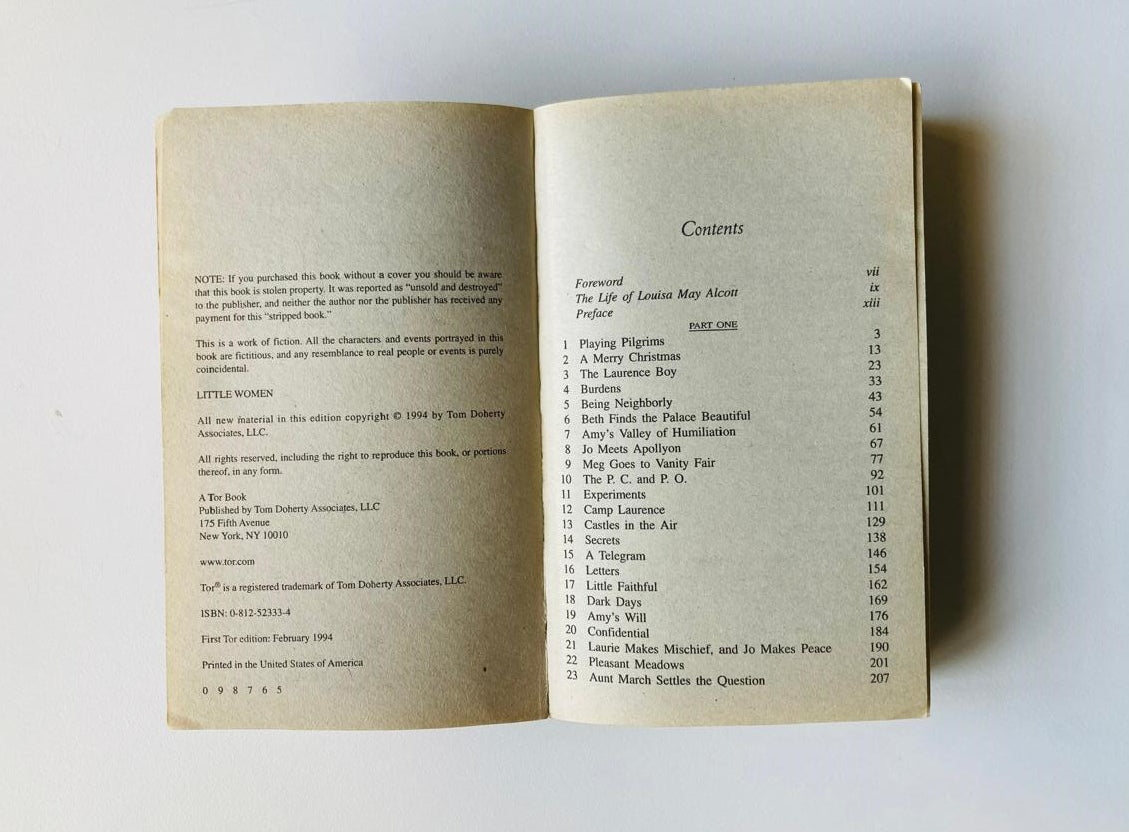 NOTE: If you purchased this book without a cover you should be aware
that this book is stolen property. It was reported as "unsold and destroyed"
to the publisher, and neither the author nor the publisher has received any
payment for this "stripped book."
This is a work of fiction. All the characters and events portrayed in this
book are fictitious, and any resemblance to real people or events is purely
coincidental.
LITTLE WOMEN
All new material in this edition copyright © 1994 by Tom Doherty
Associates, LLC.
All rights reserved, including the right to reproduce this book, or portions
thereof, in any form.
A Tor Book
Published by Tom Doherty Associates, LLC
175 Fifth Avenue
New York, NY 10010
www.tor.com
Tor® is a registered trademark of Tom Doherty Associates, LLC.
ISBN: 0-812-52333-4
First Tor edition: February 1994
Printed in the United States of America
0 9 8 7 6 5
Contents
Foreword vii
The Life of Louisa May Alcott ix
Preface xiii
PART ONE
1 Playing Pilgrims 3
2 A Merry Christmas 13
3 The Laurence Boy 23
4 Burdens 33
5 Being Neighborly 43
6 Beth Finds the Palace Beautiful 54
7 Amy's Valley of Humiliation 61
8 Jo Meets Apollyon 67
9 Meg Goes to Vanity Fair 77
10 The P. C. and P. O. 92
11 Experiments 101
12 Camp Laurence 111
13 Castles in the Air 129
14 Secrets 138
15 A Telegram 146
16 Letters 154
17 Little Faithful 162
18 Dark Days 169
19 Amy's Will 176
20 Confidential 184
21 Laurie Makes Mischief, and Jo Makes Peace 190
22 Pleasant Meadows 201
23 Aunt March Settles the Question 207